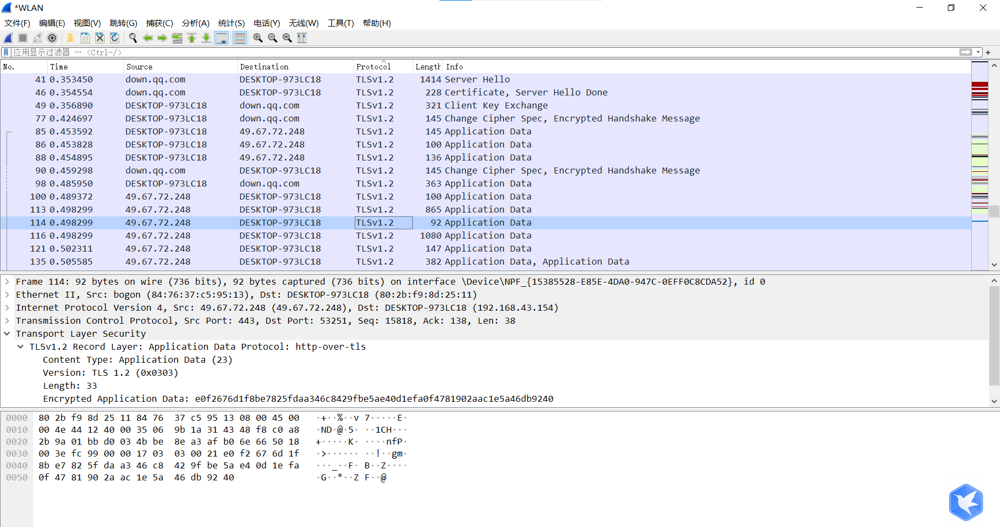 *WLAN
文件(F) 编辑(E) 视图(V) 跳转(G) 捕获(C) 分析(A) 统计(S) 电话(Y) 无线(W) 工具(T) 帮助(H)
应用显示过滤器 ⋯ <Ctrl-/>
No. Time Source Destination Protocol Length Info
41 0.353450 down.qq.com DESKTOP-973LC18 TLSv1.2 1414 Server Hello
46 0.354554 down.qq.com DESKTOP-973LC18 TLSv1.2 228 Certificate, Server Hello Done
49 0.356890 DESKTOP-973LC18 down.qq.com TLSv1.2 321 Client Key Exchange
77 0.424697 DESKTOP-973LC18 down.qq.com TLSv1.2 145 Change Cipher Spec, Encrypted Handshake Message
85 0.453592 DESKTOP-973LC18 49.67.72.248 TLSv1.2 145 Application Data
86 0.453828 DESKTOP-973LC18 49.67.72.248 TLSv1.2 100 Application Data
88 0.454895 DESKTOP-973LC18 49.67.72.248 TLSv1.2 136 Application Data
90 0.459298 down.qq.com DESKTOP-973LC18 TLSv1.2 145 Change Cipher Spec, Encrypted Handshake Message
98 0.485950 DESKTOP-973LC18 down.qq.com TLSv1.2 363 Application Data
100 0.489372 49.67.72.248 DESKTOP-973LC18 TLSv1.2 100 Application Data
113 0.498299 49.67.72.248 DESKTOP-973LC18 TLSv1.2 865 Application Data
114 0.498299 49.67.72.248 DESKTOP-973LC18 TLSv1.2 92 Application Data
116 0.498299 49.67.72.248 DESKTOP-973LC18 TLSv1.2 1080 Application Data
121 0.502311 49.67.72.248 DESKTOP-973LC18 TLSv1.2 147 Application Data
135 0.505585 49.67.72.248 DESKTOP-973LC18 TLSv1.2 382 Application Data, Application Data
Frame 114: 92 bytes on wire (736 bits), 92 bytes captured (736 bits) on interface \Device\NPF_{15385528-E85E-4DA0-947C-0EFF0C8CDA52}, id 0
Ethernet II, Src: bogon (84:76:37:c5:95:13), Dst: DESKTOP-973LC18 (80:2b:f9:8d:25:11)
Internet Protocol Version 4, Src: 49.67.72.248 (49.67.72.248), Dst: DESKTOP-973LC18 (192.168.43.154)
Transmission Control Protocol, Src Port: 443, Dst Port: 53251, Seq: 15818, Ack: 138, Len: 38
Transport Layer Security
TLSv1.2 Record Layer: Application Data Protocol: http-over-tls
Content Type: Application Data (23)
Version: TLS 1.2 (0x0303)
Length: 33
Encrypted Application Data: e0f2676d1f8be7825fdaa346c8429fbe5ae40d1efa0f4781902aac1e5a46db9240
0000 80 2b f9 8d 25 11 84 76 37 c5 95 13 08 00 45 00 ·+··%··v 7·····E·
0010 00 4e 44 12 40 00 35 06 9b 1a 31 43 48 f8 c0 a8 ·ND·@·5· ··1CH···
0020 2b 9a 01 bb d0 03 4b be 8e a3 af b0 6e 66 50 18 +·····K· ····nfP·
0030 00 3e fc 99 00 00 17 03 03 00 21 e0 f2 67 6d 1f ·>······ ··!··gm·
0040 8b e7 82 5f da a3 46 c8 42 9f be 5a e4 0d 1e fa ···_··F· B··Z····
0050 0f 47 81 90 2a ac 1e 5a 46 db 92 40 ·G··*··Z F··@